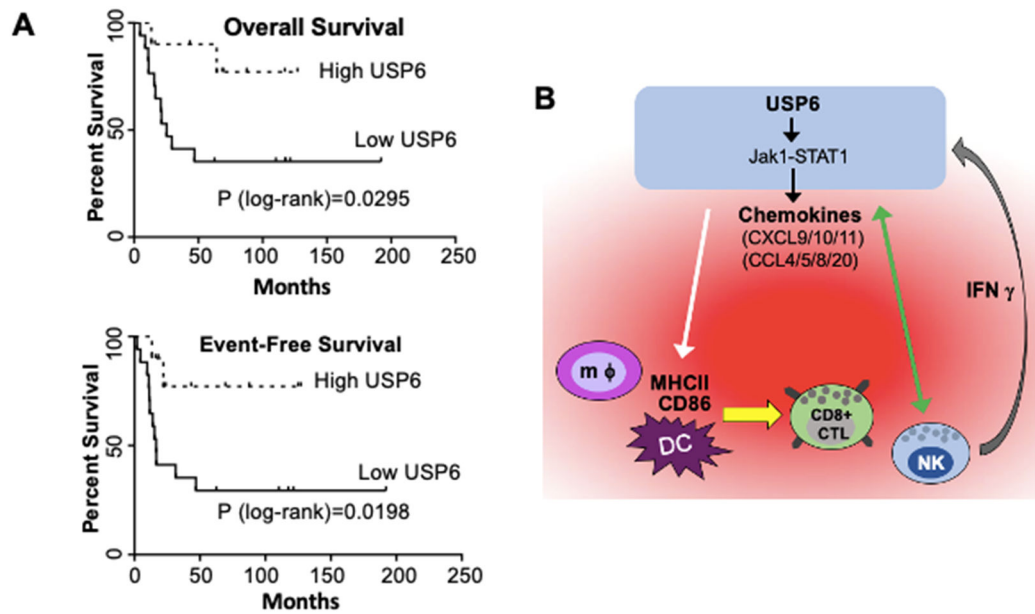 A
Overall Survival
100
50
0
Percent Survival
High USP6
Low USP6
P (log-rank)=0.0295
0 50 100 150 200 250
Months
Event-Free Survival
100
50
0
Percent Survival
High USP6
Low USP6
P (log-rank)=0.0198
0 50 100 150 200 250
Months
B
USP6
Jak1-STAT1
Chemokines
(CXCL9/10/11)
(CCL4/5/8/20)
IFN γ
m ϕ
MHCII
CD86
DC
CD8+
CTL
NK